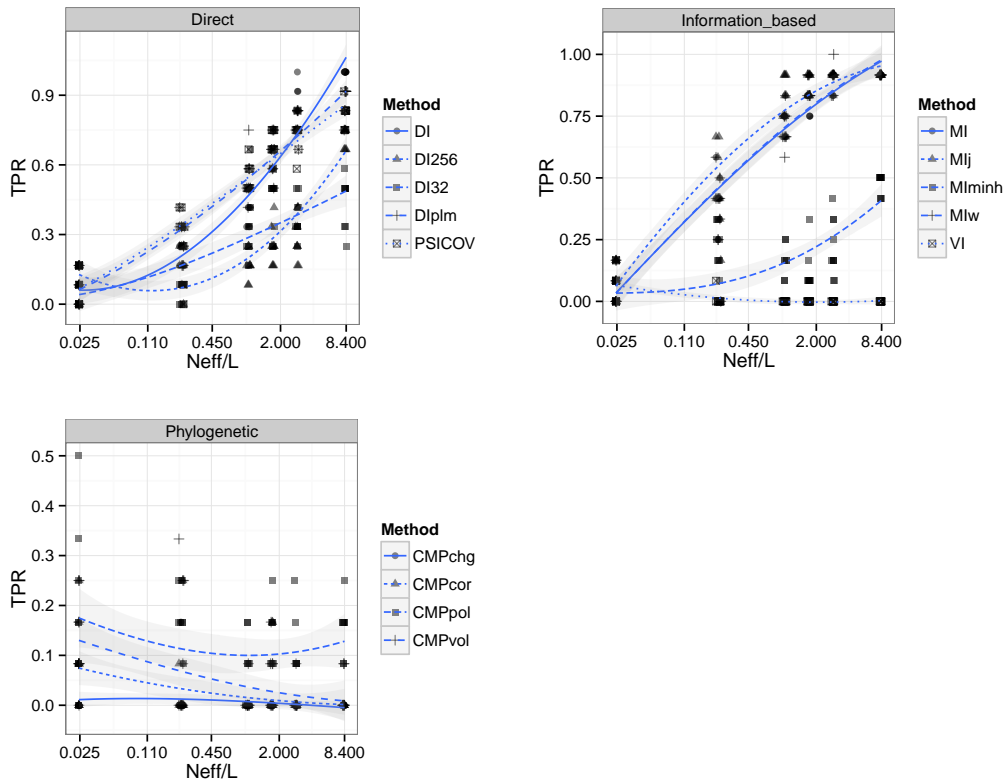 Direct
TPR
0.9
0.6
0.3
0.0
0.025
0.110
0.450
2.000
8.400
Neff/L
Method
DI
DI256
DI32
DIplm
PSICOV
Information_based
TPR
1.00
0.75
0.50
0.25
0.00
0.025
0.110
0.450
2.000
8.400
Neff/L
Method
MI
MIj
MIminh
MIw
VI
Phylogenetic
TPR
0.5
0.4
0.3
0.2
0.1
0.0
0.025
0.110
0.450
2.000
8.400
Neff/L
Method
CMPchg
CMPcor
CMPpol
CMPvol